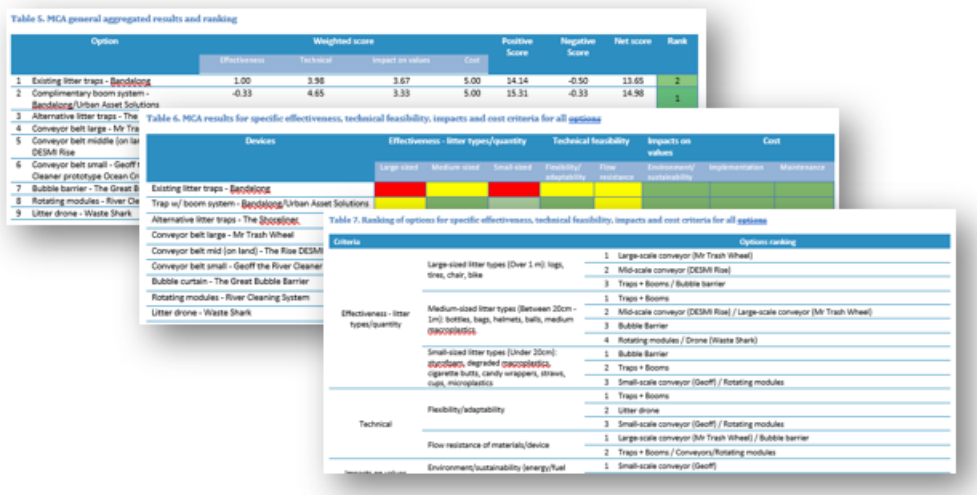 Table 5. MCA general aggregated results and ranking
Option Weighted score Positive Score Negative Score Net score Rank
Effectiveness Technical Impact on values Cost
1 Existing litter traps - Bandalong 1.00 3.98 3.67 5.00 14.14 -0.50 13.65 2
2 Complimentary boom system - Bandalong/Urban Asset Solutions -0.33 4.65 3.33 5.00 15.31 -0.33 14.98 1
3 Alternative litter traps - The
4 Conveyor belt large - Mr Tra
5 Conveyor belt middle (on la
DESMI Rise
6 Conveyor belt small - Geoff t
Cleaner prototype Ocean Cr
7 Bubble barrier - The Great B
8 Rotating modules - River Cle
9 Litter drone - Waste Shark
Table 6. MCA results for specific effectiveness, technical feasibility, impacts and cost criteria for all options
Devices Effectiveness - litter types/quantity Technical feasibility Impacts on values Cost
Large-sized Medium-sized Small-sized Flexibility/adaptability Flow resistance Environment/sustainability Implementation Maintenance
Existing litter traps - Bandalong
Trap w/ boom system - Bandalong/Urban Asset Solutions
Alternative litter traps - The Shoreliner
Conveyor belt large - Mr Trash Wheel
Conveyor belt mid (on land) - The Rise DESMI
Conveyor belt small - Geoff the River Cleaner
Bubble curtain - The Great Bubble Barrier
Rotating modules - River Cleaning System
Litter drone - Waste Shark
Table 7. Ranking of options for specific effectiveness, technical feasibility, impacts and cost criteria for all options
Criteria Options ranking
Effectiveness - litter types/quantity
Large-sized litter types (Over 1 m): logs, tires, chair, bike
1 Large-scale conveyor (Mr Trash Wheel)
2 Mid-scale conveyor (DESMI Rise)
3 Traps + Booms / Bubble barrier
Medium-sized litter types (Between 20cm - 1m): bottles, bags, helmets, balls, medium macroplastics
1 Traps + Booms
2 Mid-scale conveyor (DESMI Rise) / Large-scale conveyor (Mr Trash Wheel)
3 Bubble Barrier
4 Rotating modules / Drone (Waste Shark)
Small-sized litter types (Under 20cm): styrofoam, degraded macroplastics, cigarette butts, candy wrappers, straws, cups, microplastics
1 Bubble Barrier
2 Traps + Booms
3 Small-scale conveyor (Geoff) / Rotating modules
Technical
Flexibility/adaptability
1 Traps + Booms
2 Litter drone
3 Small-scale conveyor (Geoff) / Rotating modules
Flow resistance of materials/device
1 Large-scale conveyor (Mr Trash Wheel) / Bubble barrier
2 Traps + Booms / Conveyors/Rotating modules
Impacts on values
Environment/sustainability (energy/fuel
1 Small-scale conveyor (Geoff)